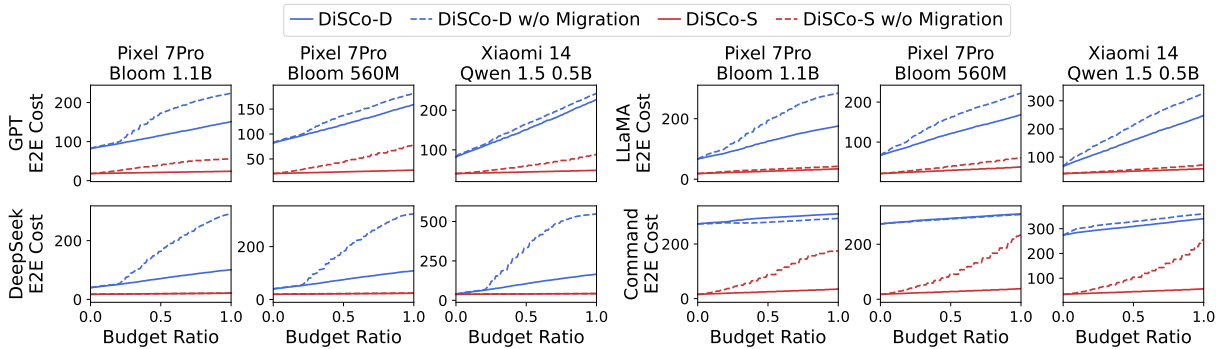 DiSCo-D DiSCo-D w/o Migration DiSCo-S DiSCo-S w/o Migration
Pixel 7Pro
Bloom 1.1B
Pixel 7Pro
Bloom 560M
Xiaomi 14
Qwen 1.5 0.5B
Pixel 7Pro
Bloom 1.1B
Pixel 7Pro
Bloom 560M
Xiaomi 14
Qwen 1.5 0.5B
GPT
E2E Cost
200
100
0
150
100
50
200
100
LLaMA
E2E Cost
200
0
200
100
300
200
100
DeepSeek
E2E Cost
200
0
200
0
500
250
0
Command
E2E Cost
200
0
200
0
300
200
100
0.0 0.5 1.0 0.0 0.5 1.0 0.0 0.5 1.0 0.0 0.5 1.0 0.0 0.5 1.0 0.0 0.5 1.0
Budget Ratio Budget Ratio Budget Ratio Budget Ratio Budget Ratio Budget Ratio